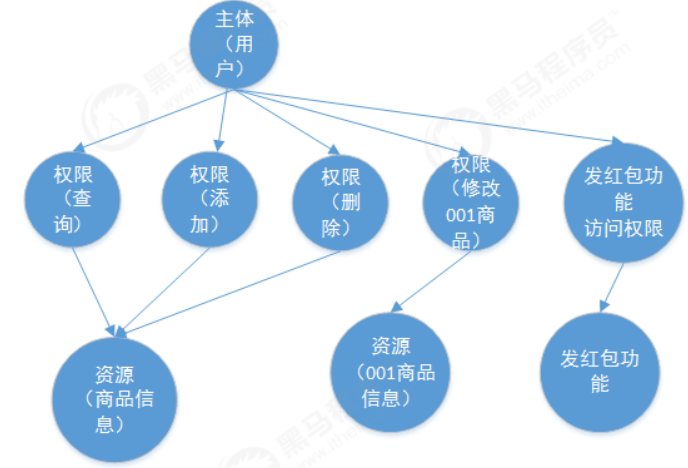 主体
（用
户）
权限
（查
询）
权限
（添
加）
权限
（删
除）
权限
（修改
001商
品）
发红包功
能
访问权限
资源
（商品信
息）
资源
（001商品
信息）
发红包功
能
黑马程序员
www.itheima.com